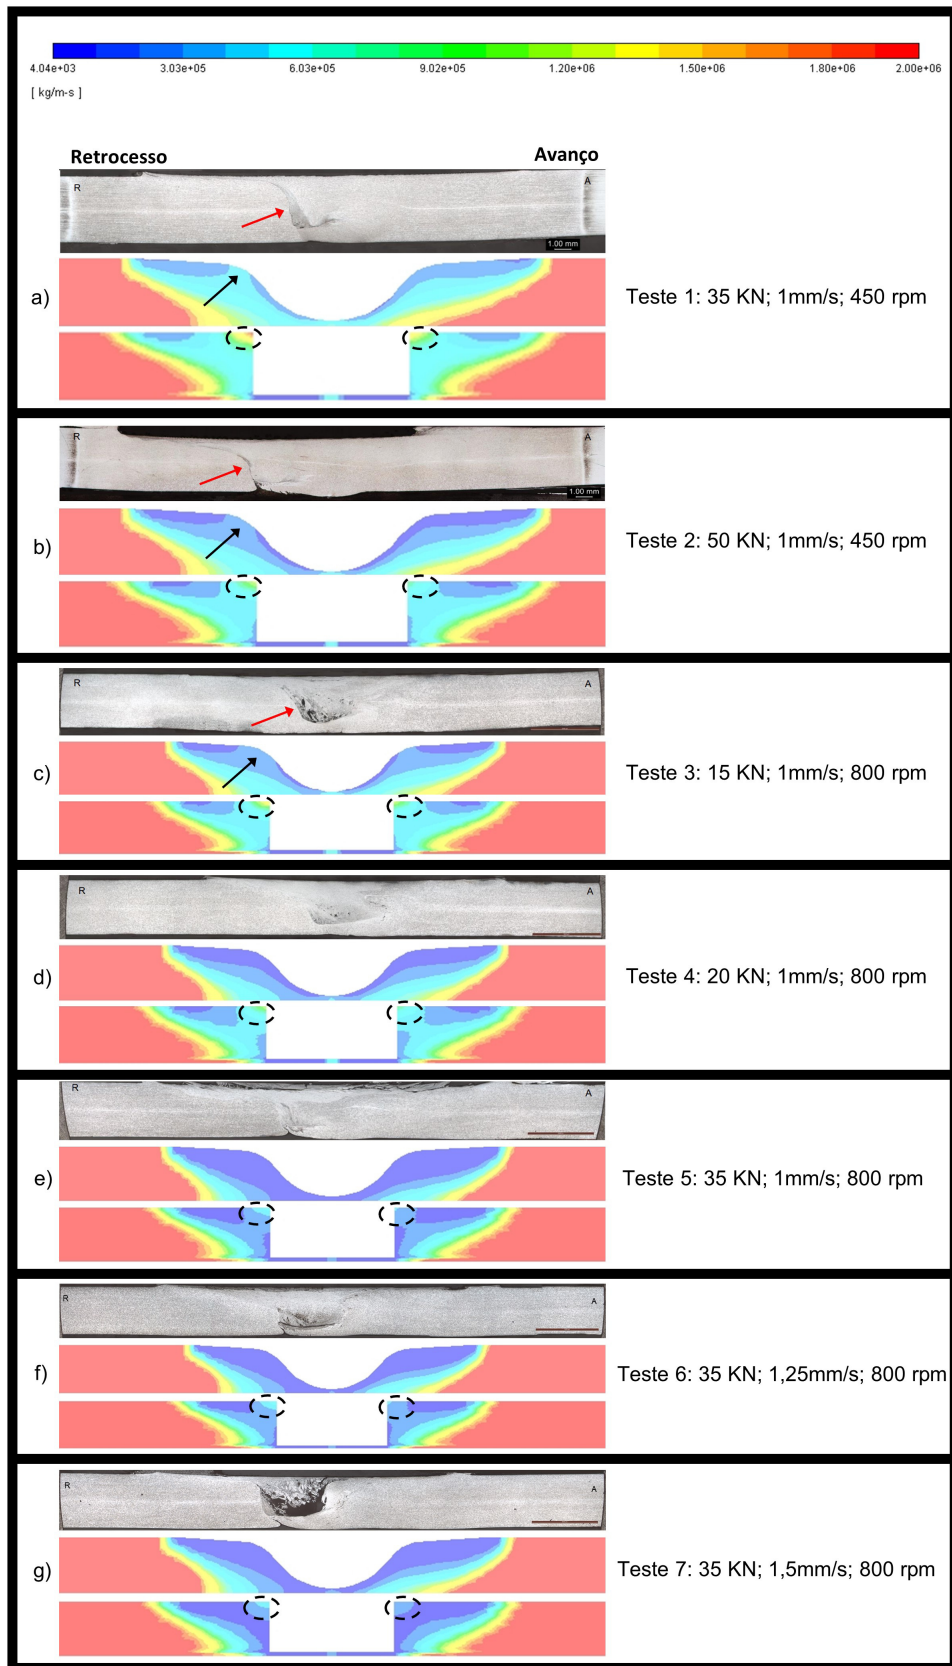 4.04e+03 3.03e+05 6.03e+05 9.02e+05 1.20e+06 1.50e+06 1.80e+06 2.00e+06
[ kg/m-s ]
Retrocesso Avanço
R A
1.00 mm
a) Teste 1: 35 KN; 1mm/s; 450 rpm
R A
1.00 mm
b) Teste 2: 50 KN; 1mm/s; 450 rpm
R A
c) Teste 3: 15 KN; 1mm/s; 800 rpm
R A
d) Teste 4: 20 KN; 1mm/s; 800 rpm
R A
e) Teste 5: 35 KN; 1mm/s; 800 rpm
R A
f) Teste 6: 35 KN; 1,25mm/s; 800 rpm
R A
g) Teste 7: 35 KN; 1,5mm/s; 800 rpm